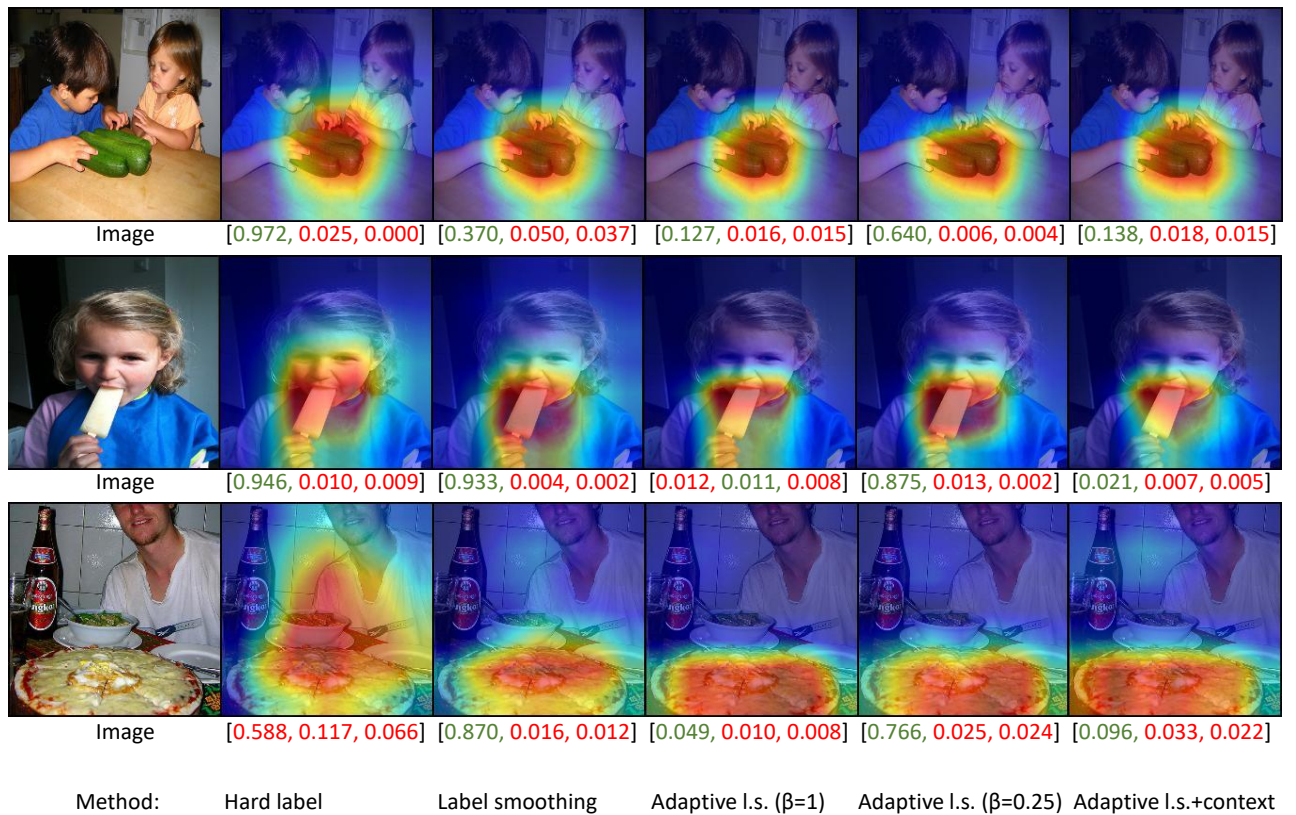 Image [0.972, 0.025, 0.000] [0.370, 0.050, 0.037] [0.127, 0.016, 0.015] [0.640, 0.006, 0.004] [0.138, 0.018, 0.015]
Image [0.946, 0.010, 0.009] [0.933, 0.004, 0.002] [0.012, 0.011, 0.008] [0.875, 0.013, 0.002] [0.021, 0.007, 0.005]
Image [0.588, 0.117, 0.066] [0.870, 0.016, 0.012] [0.049, 0.010, 0.008] [0.766, 0.025, 0.024] [0.096, 0.033, 0.022]
Method: Hard label Label smoothing Adaptive l.s. (β=1) Adaptive l.s. (β=0.25) Adaptive l.s.+context